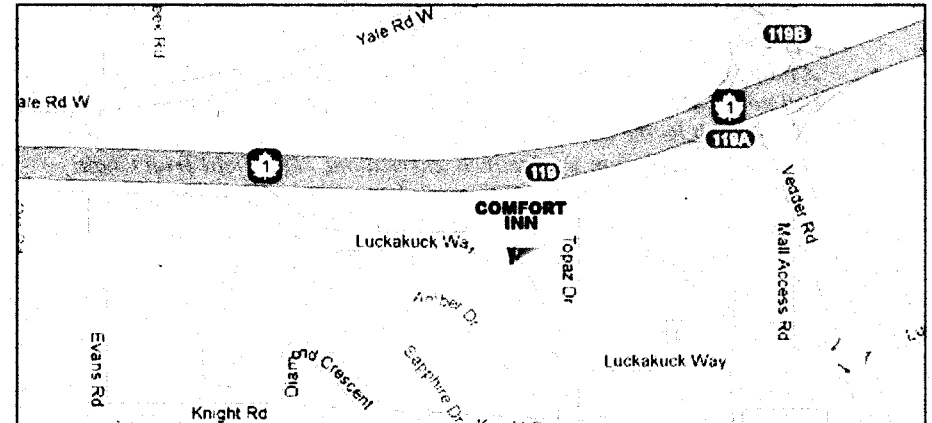 Yale Rd W
119B
ale Rd W
1
119A
1
119
Vedder Rd
COMFORT
INN
Luckakuck Wa
Topaz Dr
Mall Access Rd
Amber Dr
Evans Rd
Diamond Crescent
Sapphire Dr
Luckakuck Way
Knight Rd